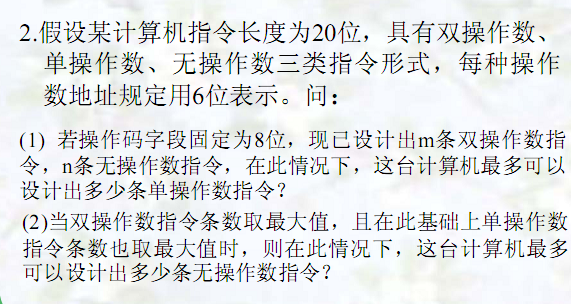 2.假设某计算机指令长度为20位，具有双操作数、
单操作数、无操作数三类指令形式，每种操作
数地址规定用6位表示。问：
(1) 若操作码字段固定为8位，现已设计出m条双操作数指
令，n条无操作数指令，在此情况下，这台计算机最多可以
设计出多少条单操作数指令？
(2)当双操作数指令条数取最大值，且在此基础上单操作数
指令条数也取最大值时，则在此情况下，这台计算机最多
可以设计出多少条无操作数指令？